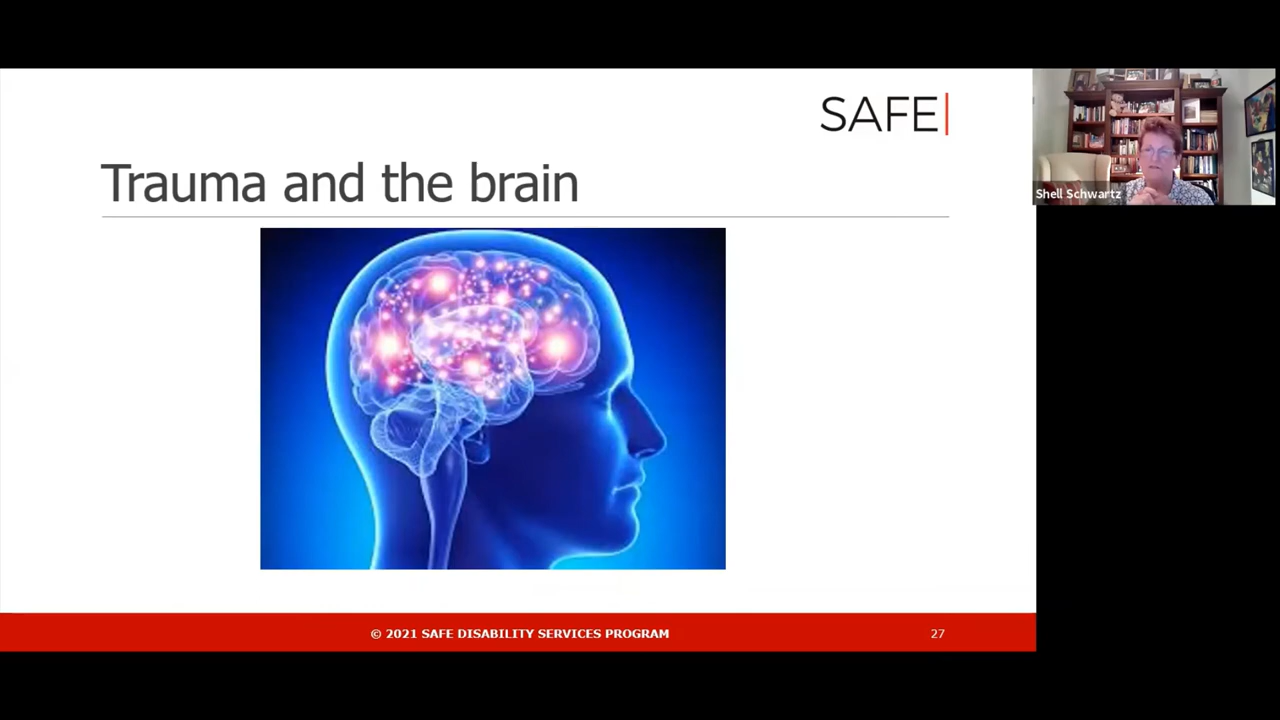 SAFE
Trauma and the brain
Shell Schwartz
© 2021 SAFE DISABILITY SERVICES PROGRAM
27